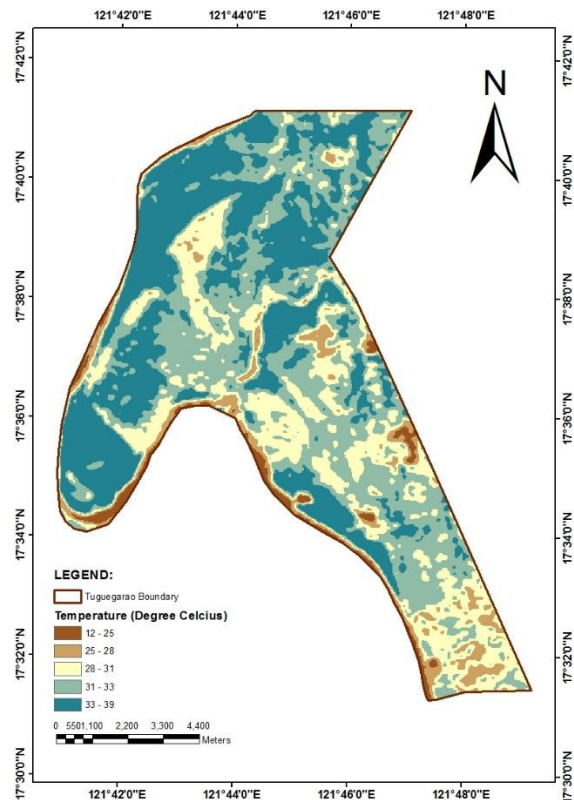 121°42'0"E 121°44'0"E 121°46'0"E 121°48'0"E
17°42'0"N 17°42'0"N
N
17°40'0"N 17°40'0"N
17°38'0"N 17°38'0"N
17°36'0"N 17°36'0"N
17°34'0"N 17°34'0"N
LEGEND:
Tuguegarao Boundary
Temperature (Degree Celcius)
12 - 25
25 - 28
28 - 31
31 - 33
33 - 39
17°32'0"N 17°32'0"N
0 5501,100 2,200 3,300 4,400
Meters
17°30'0"N 17°30'0"N
121°42'0"E 121°44'0"E 121°46'0"E 121°48'0"E